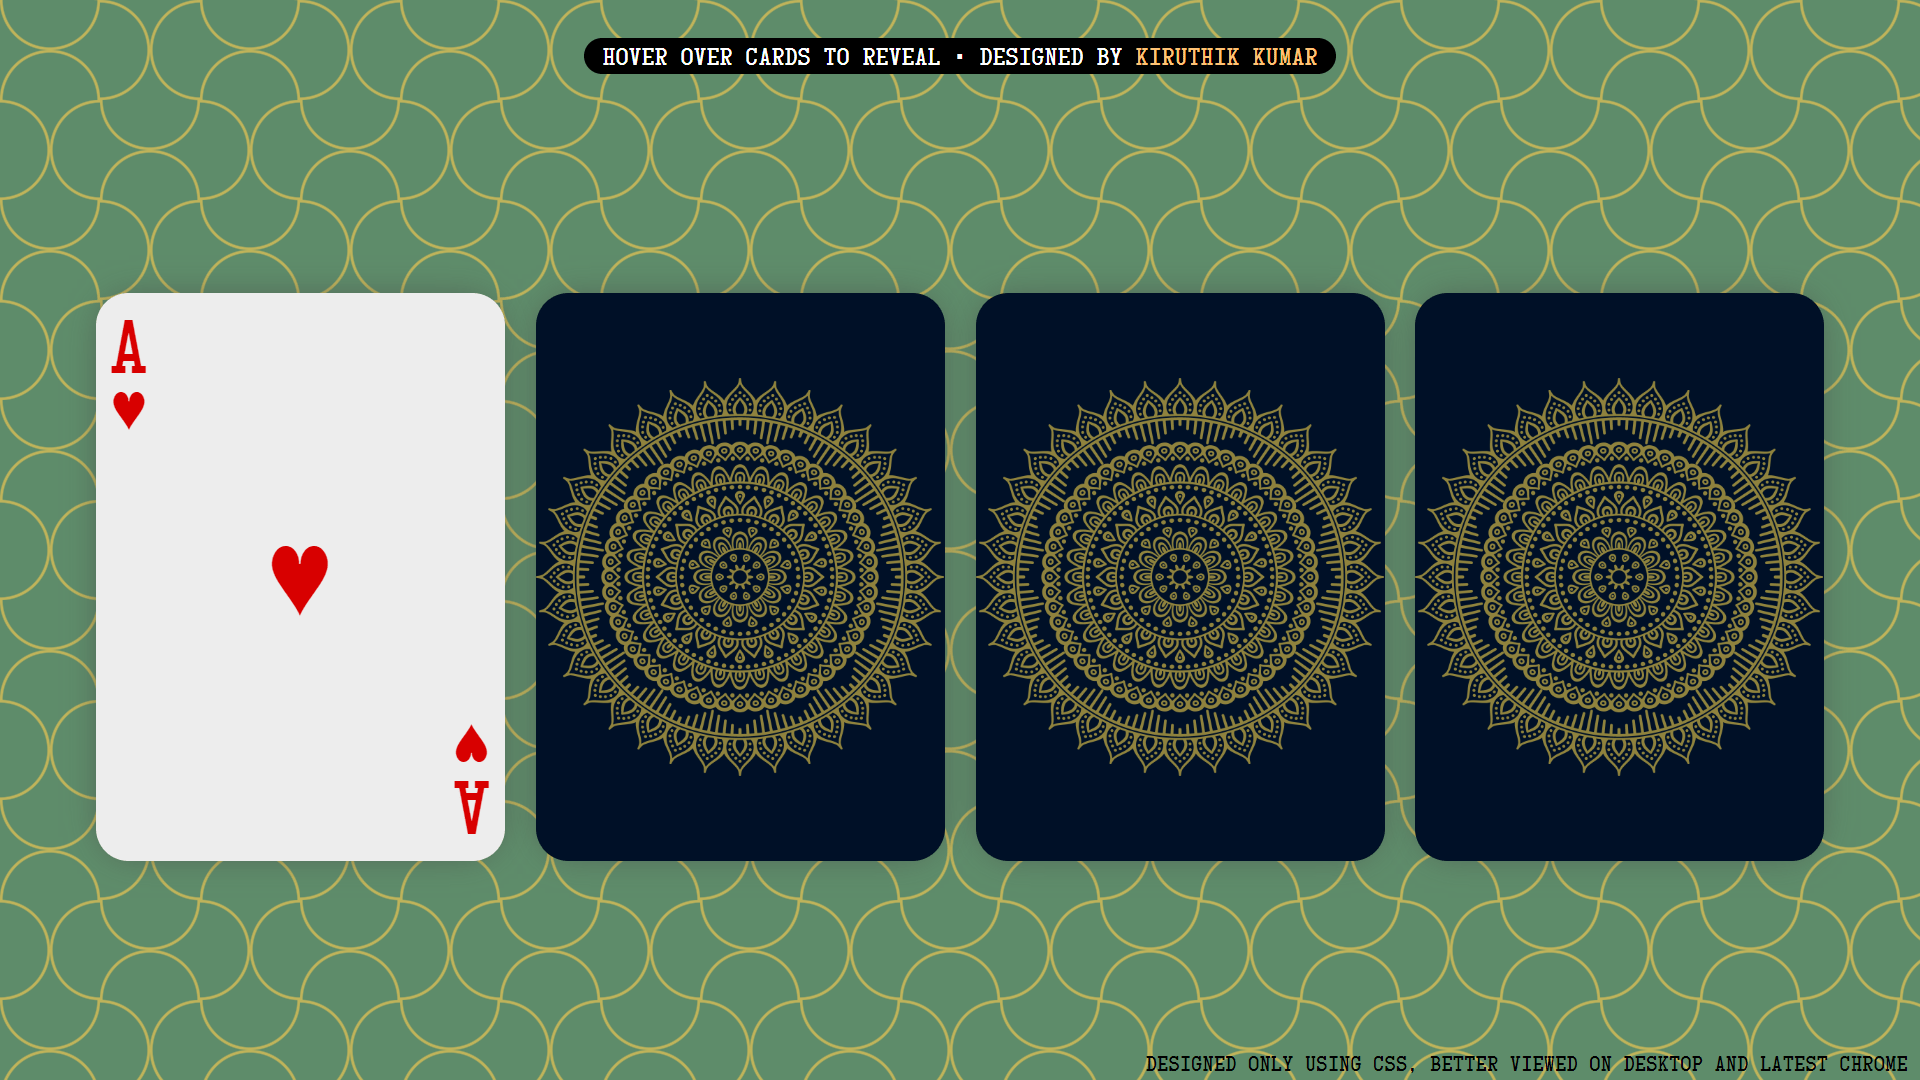 HOVER OVER CARDS TO REVEAL · DESIGNED BY KIRUTHIK KUMAR
A
A
DESIGNED ONLY USING CSS, BETTER VIEWED ON DESKTOP AND LATEST CHROME